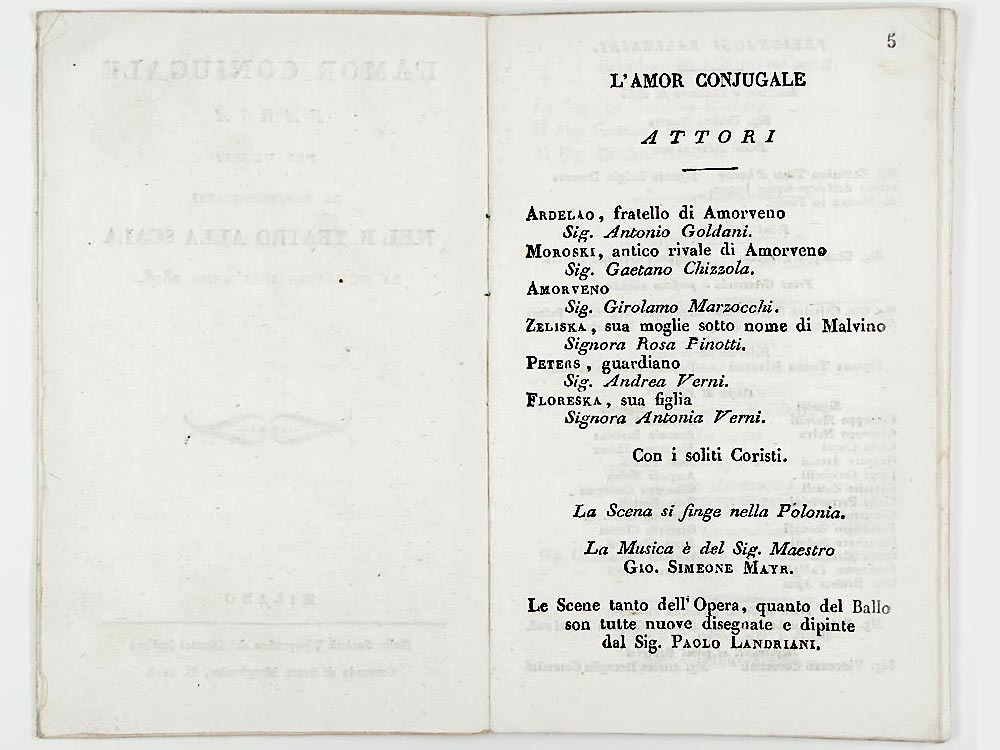 5
L'AMOR CONJUGALE
ATTORI
ARDELAO, fratello di Amorveno
Sig. Antonio Goldani.
MOROSKI, antico rivale di Amorveno
Sig. Gaetano Chizzola.
AMORVENO
Sig. Girolamo Marzocchi.
ZELISKA, sua moglie sotto nome di Malvino
Signora Rosa Pinotti.
PETERS, guardiano
Sig. Andrea Verni.
FLORESKA, sua figlia
Signora Antonia Verni.
Con i soliti Coristi.
La Scena si finge nella Polonia.
La Musica è del Sig. Maestro
GIO. SIMEONE MAYR.
Le Scene tanto dell' Opera, quanto del Ballo
son tutte nuove disegnate e dipinte
dal Sig. PAOLO LANDRIANI.